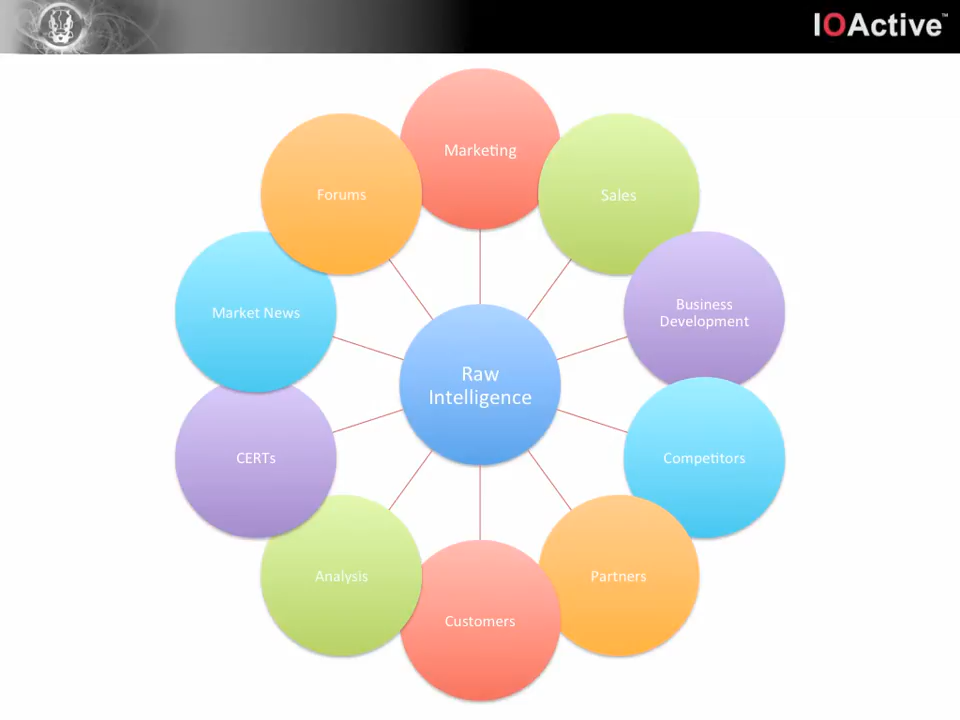 IOActive™
Marketing
Forums
Sales
Market News
Business
Development
Raw
Intelligence
CERTs
Competitors
Analysis
Partners
Customers